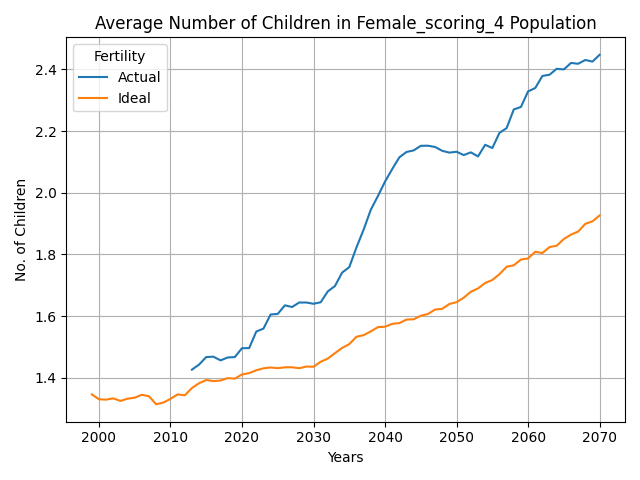 Average Number of Children in Female_scoring_4 Population
Fertility
Actual
Ideal
No. of Children
2.4
2.2
2.0
1.8
1.6
1.4
2000 2010 2020 2030 2040 2050 2060 2070
Years